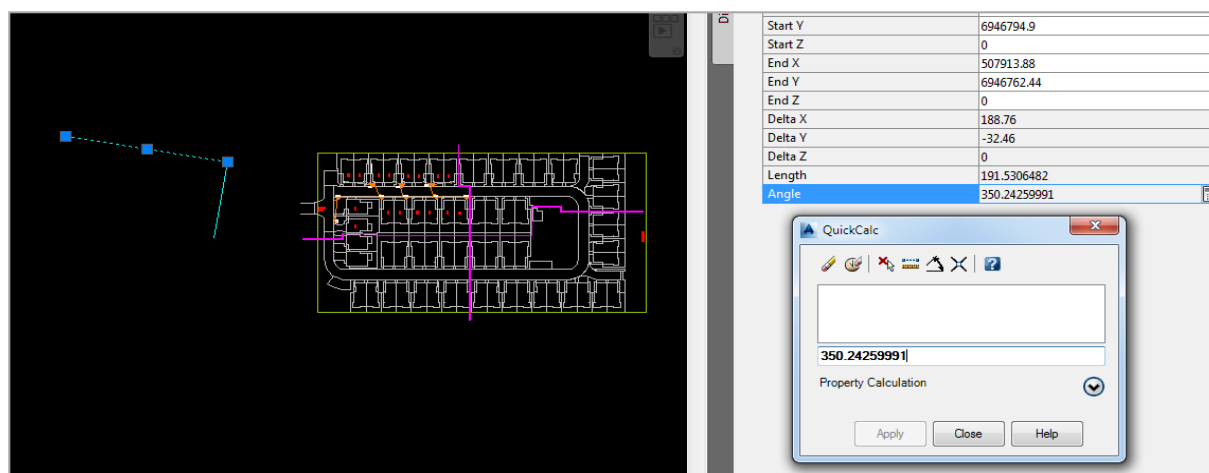 Di
Start Y 6946794.9
Start Z 0
End X 507913.88
End Y 6946762.44
End Z 0
Delta X 188.76
Delta Y -32.46
Delta Z 0
Length 191.5306482
Angle 350.24259991
QuickCalc
350.24259991
Property Calculation
Apply Close Help